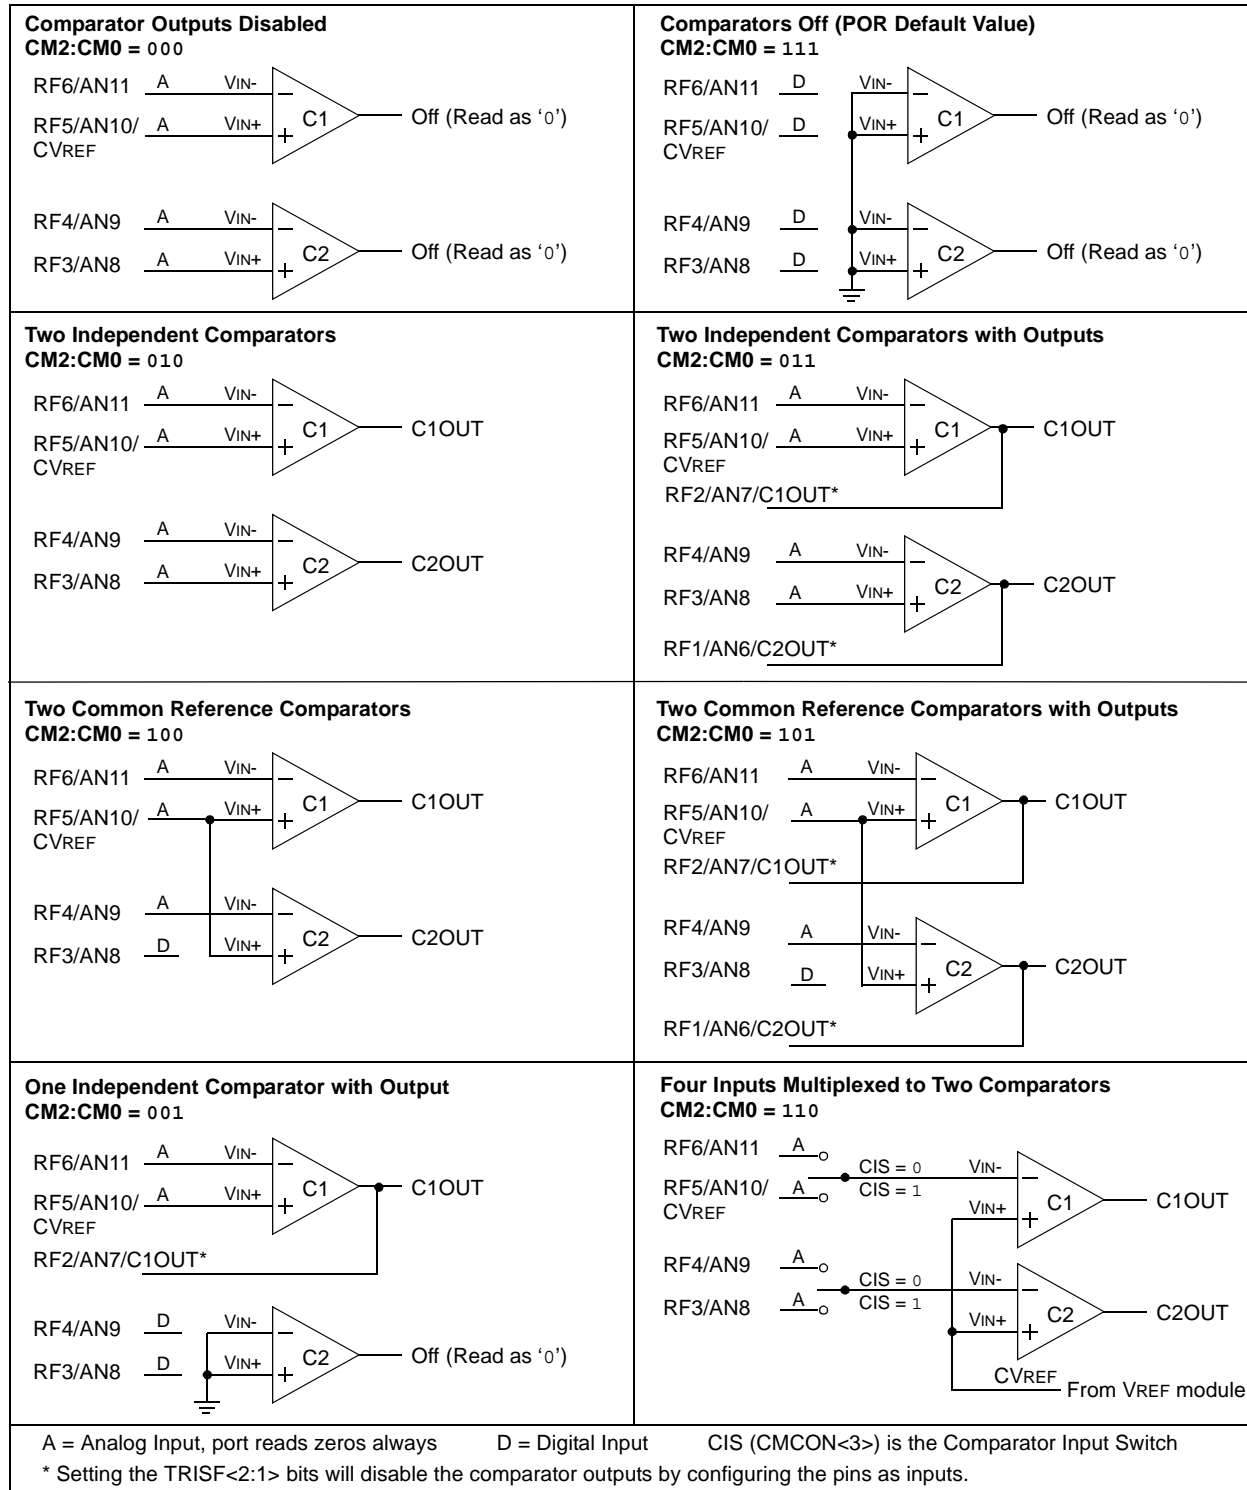 Comparator Outputs Disabled
CM2:CM0 = 000
RF6/AN11 A VIN-
RF5/AN10/ A VIN+
CVREF
C1
Off (Read as '0')
RF4/AN9 A VIN-
RF3/AN8 A VIN+
C2
Off (Read as '0')
Comparators Off (POR Default Value)
CM2:CM0 = 111
RF6/AN11 D VIN-
RF5/AN10/ D VIN+
CVREF
C1
Off (Read as '0')
RF4/AN9 D VIN-
RF3/AN8 D VIN+
C2
Off (Read as '0')
Two Independent Comparators
CM2:CM0 = 010
RF6/AN11 A VIN-
RF5/AN10/ A VIN+
CVREF
C1
C1OUT
RF4/AN9 A VIN-
RF3/AN8 A VIN+
C2
C2OUT
Two Independent Comparators with Outputs
CM2:CM0 = 011
RF6/AN11 A VIN-
RF5/AN10/ A VIN+
CVREF
C1
C1OUT
RF2/AN7/C1OUT*
RF4/AN9 A VIN-
RF3/AN8 A VIN+
C2
C2OUT
RF1/AN6/C2OUT*
Two Common Reference Comparators
CM2:CM0 = 100
RF6/AN11 A VIN-
RF5/AN10/ A VIN+
CVREF
C1
C1OUT
RF4/AN9 A VIN-
RF3/AN8 D VIN+
C2
C2OUT
Two Common Reference Comparators with Outputs
CM2:CM0 = 101
RF6/AN11 A VIN-
RF5/AN10/ A VIN+
CVREF
C1
C1OUT
RF2/AN7/C1OUT*
RF4/AN9 A VIN-
RF3/AN8 D VIN+
C2
C2OUT
RF1/AN6/C2OUT*
One Independent Comparator with Output
CM2:CM0 = 001
RF6/AN11 A VIN-
RF5/AN10/ A VIN+
CVREF
C1
C1OUT
RF2/AN7/C1OUT*
RF4/AN9 D VIN-
RF3/AN8 D VIN+
C2
Off (Read as '0')
Four Inputs Multiplexed to Two Comparators
CM2:CM0 = 110
RF6/AN11 A
CIS = 0 VIN-
RF5/AN10/ A CIS = 1
CVREF
VIN+
C1
C1OUT
RF4/AN9 A
CIS = 0 VIN-
RF3/AN8 A CIS = 1
VIN+
C2
C2OUT
CVREF
From VREF module
A = Analog Input, port reads zeros always D = Digital Input CIS (CMCON<3>) is the Comparator Input Switch
* Setting the TRISF<2:1> bits will disable the comparator outputs by configuring the pins as inputs.